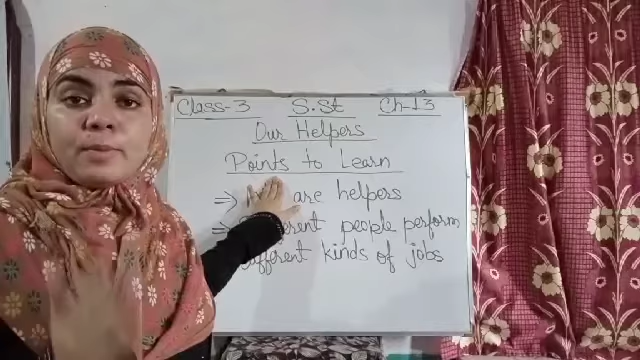 Class-3 S.St Ch-13
Our Helpers
Points to Learn
⇒ are helpers
⇒ people perform
kinds of jobs